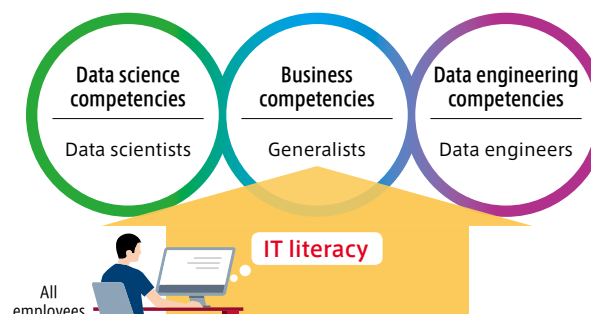 Data science
competencies
Data scientists
Business
competencies
Generalists
Data engineering
competencies
Data engineers
IT literacy
All
employees